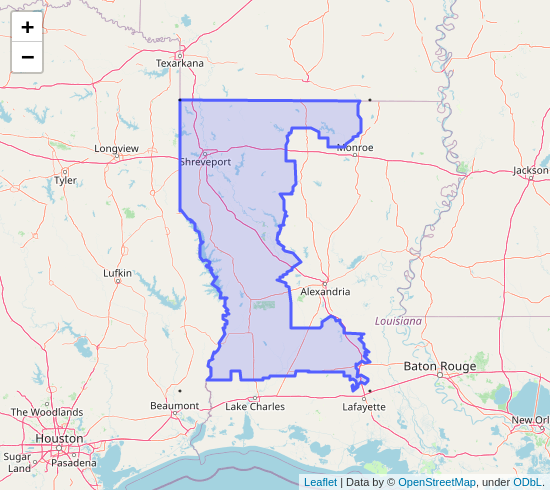 +
−
Texarkana
Longview
Shreveport
Monroe
Tyler
Jackson
Lufkin
Alexandria
Louisiana
Baton Rouge
The Woodlands
Beaumont
Lake Charles
Lafayette
New Orl
Houston
Sugar
Land
Pasadena
Leaflet | Data by © OpenStreetMap, under ODbL.